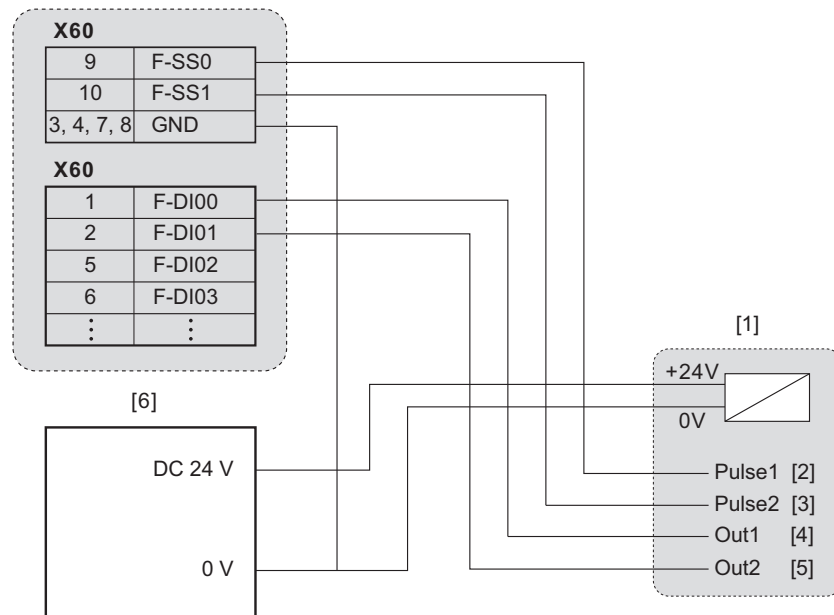 X60
9 F-SS0
10 F-SS1
3, 4, 7, 8 GND
X60
1 F-DI00
2 F-DI01
5 F-DI02
6 F-DI03
⋮ ⋮
[1]
+24V
0V
[6]
DC 24 V
Pulse1 [2]
Pulse2 [3]
Out1 [4]
0 V
Out2 [5]